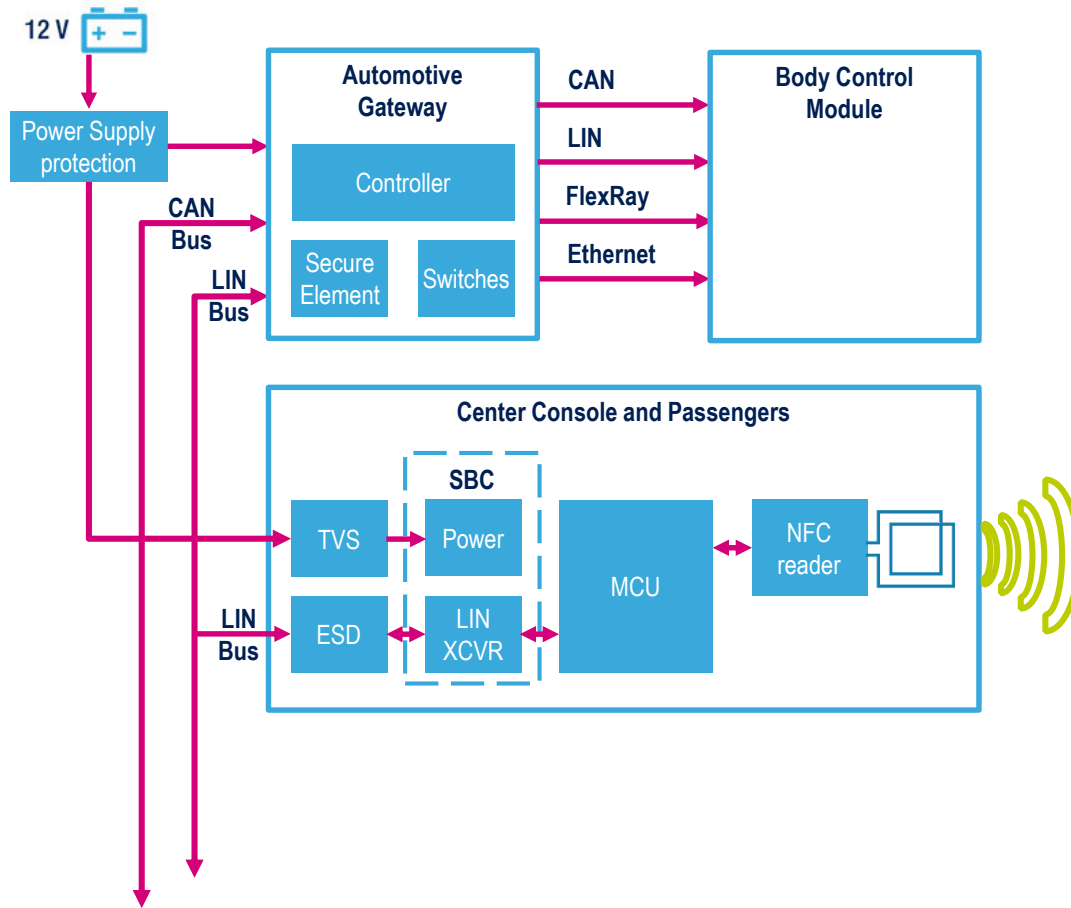 12 V
+ −
Power Supply
protection
CAN
Bus
LIN
Bus
Automotive
Gateway
Controller
Secure
Element
Switches
CAN
LIN
FlexRay
Ethernet
Body Control
Module
Center Console and Passengers
SBC
TVS
Power
LIN
Bus
ESD
LIN
XCVR
MCU
NFC
reader